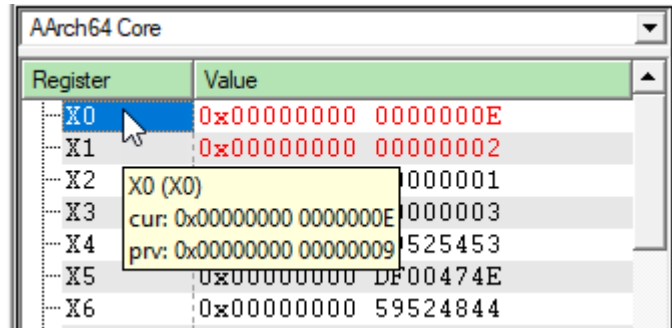 AArch64 Core
Register Value
X0 0x00000000 0000000E
X1 0x00000000 00000002
X2 0000001
X3 0000003
X4 525453
X5 0x00000000 DF00474E
X6 0x00000000 59524844
X0 (X0)
cur: 0x00000000 0000000E
prv: 0x00000000 00000009